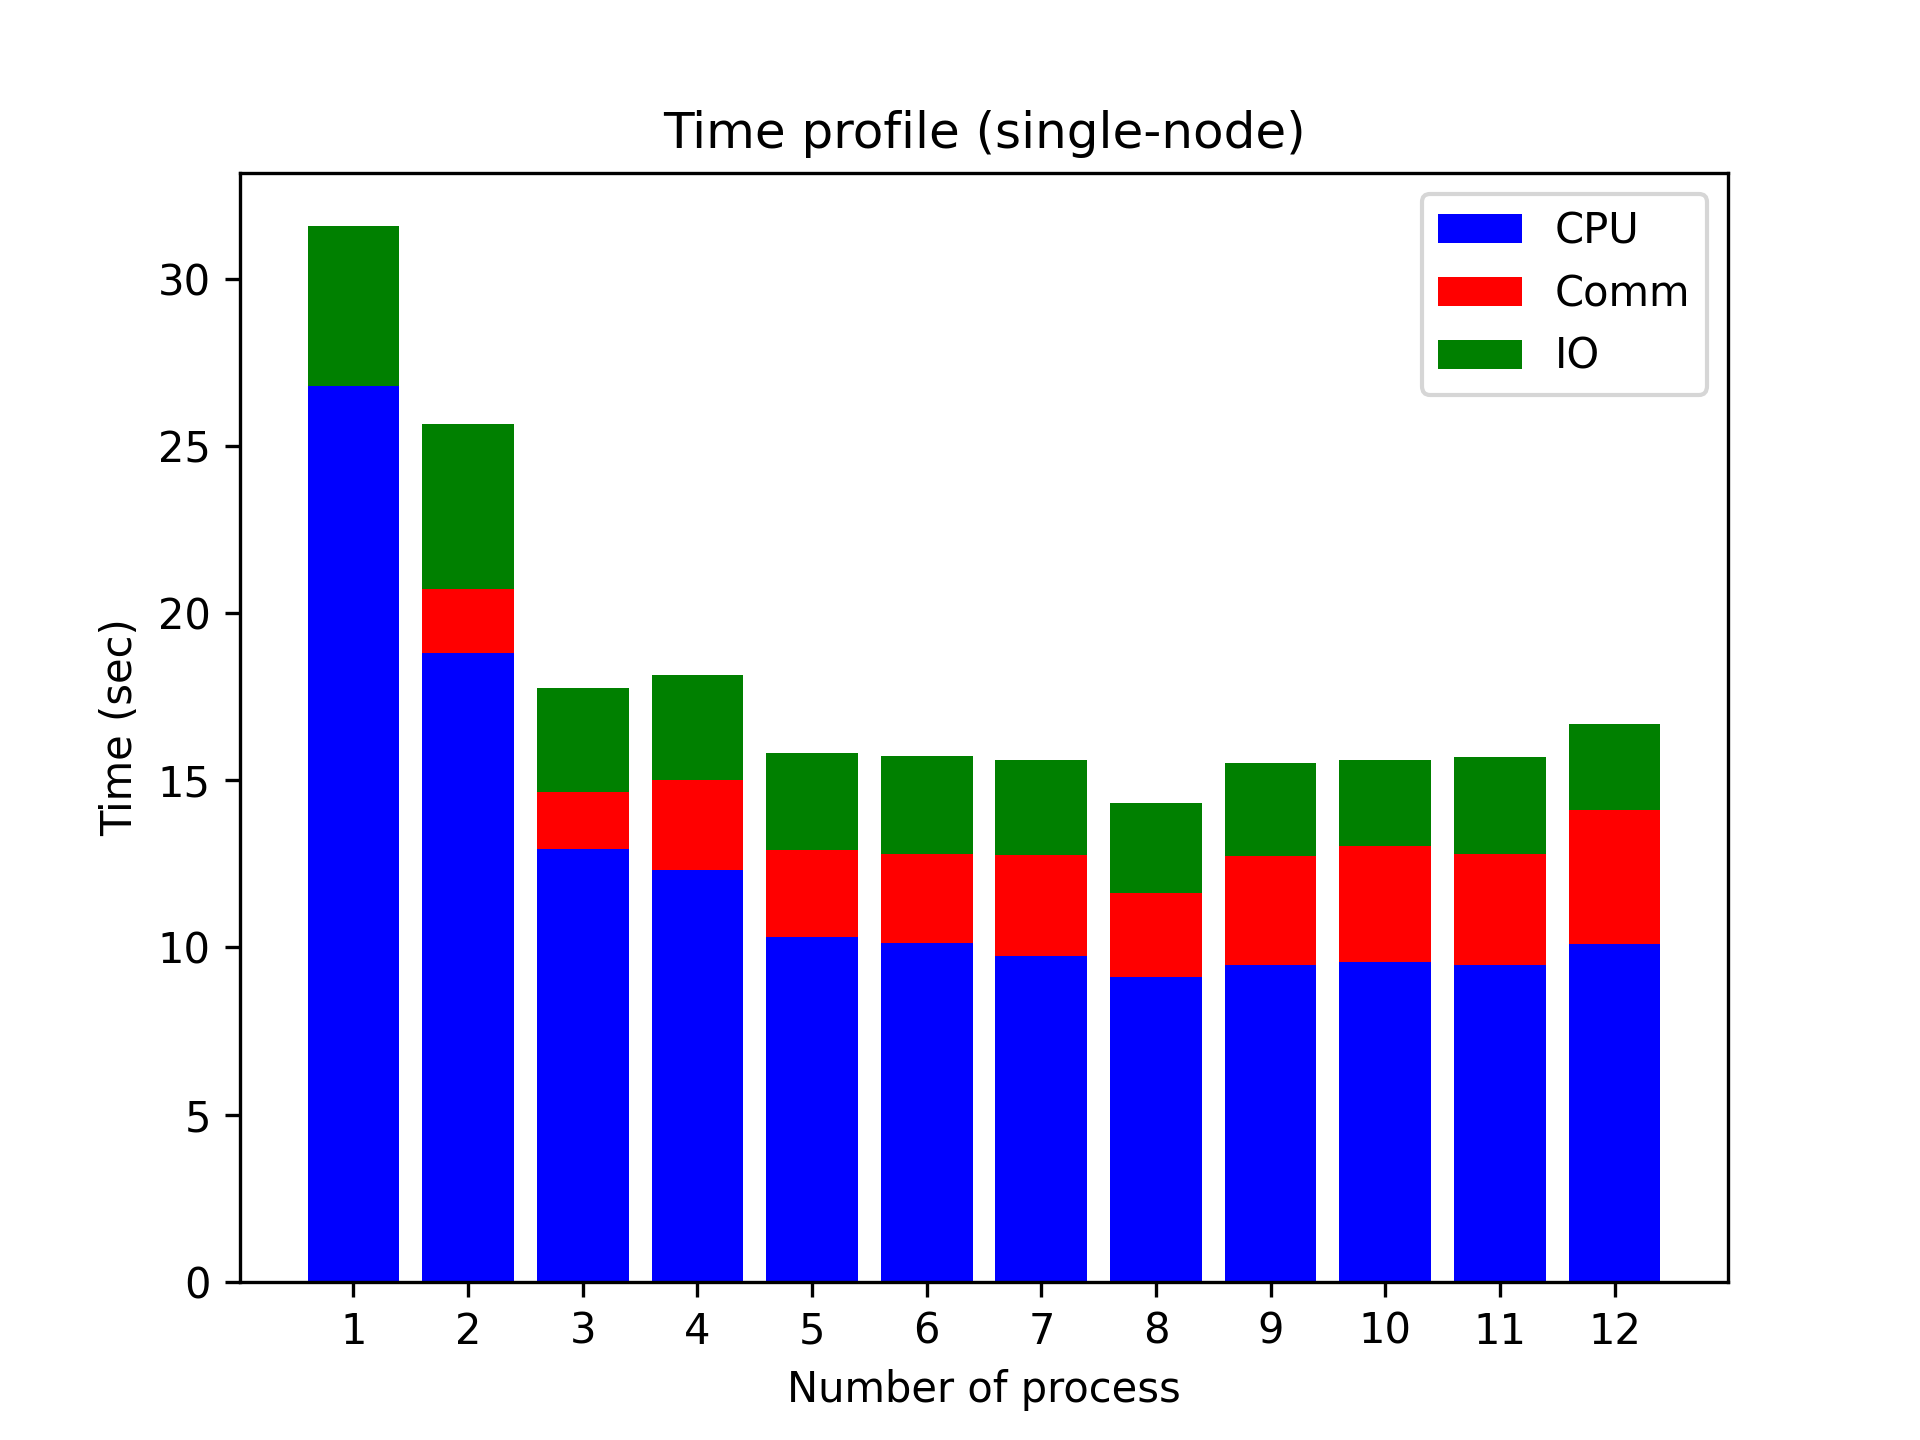 Time profile (single-node)
CPU
Comm
IO
30
25
20
15
10
5
0
Time (sec)
1 2 3 4 5 6 7 8 9 10 11 12
Number of process